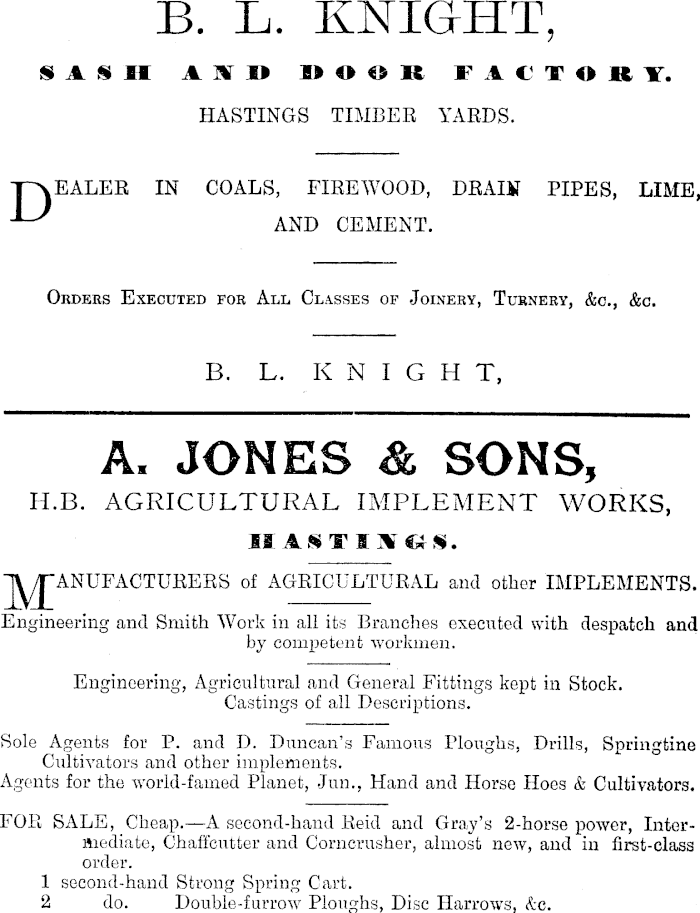 B. L. KNIGHT,
SASH AND DOOR FACTORY.
HASTINGS TIMBER YARDS.
DEALER IN COALS, FIREWOOD, DRAIN PIPES, LIME,
AND CEMENT.
ORDERS EXECUTED FOR ALL CLASSES OF JOINERY, TURNERY, &c., &c.
B. L. KNIGHT,
A. JONES & SONS,
H.B. AGRICULTURAL IMPLEMENT WORKS,
HASTINGS.
MANUFACTURERS of AGRICULTURAL and other IMPLEMENTS.
Engineering and Smith Work in all its Branches executed with despatch and
by competent workmen.
Engineering, Agricultural and General Fittings kept in Stock.
Castings of all Descriptions.
Sole Agents for P. and D. Duncan's Famous Ploughs, Drills, Springtine
Cultivators and other implements.
Agents for the world-famed Planet, Jun., Hand and Horse Hoes & Cultivators.
FOR SALE, Cheap.—A second-hand Reid and Gray's 2-horse power, Inter-
mediate, Chaffcutter and Corncrusher, almost new, and in first-class
order.
1 second-hand Strong Spring Cart.
2 do. Double-furrow Ploughs, Disc Harrows, &c.